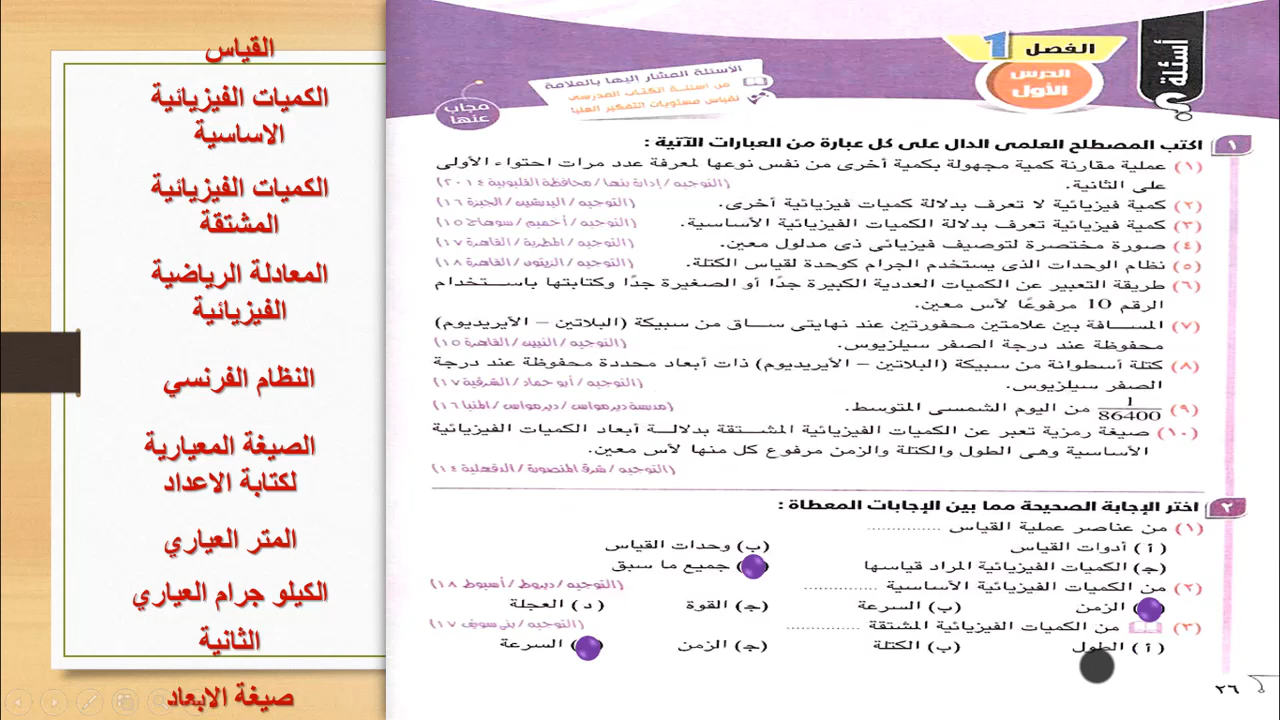 القياس
الكميات الفيزيائية
الاساسية
الكميات الفيزيائية
المشتقة
المعادلة الرياضية
الفيزيائية
النظام الفرنسي
الصيغة المعيارية
لكتابة الاعداد
المتر العياري
الكيلو جرام العياري
الثانية
صيغة الابعاد
أسئلة
الفصل 1
الدرس
الأول
الأسئلة المشار إليها بالعلامة
من أسئلة الكتاب المدرسى
لقياس مستويات التفكير العليا
مجاب
عنها
١ اكتب المصطلح العلمى الدال على كل عبارة من العبارات الآتية :
(١) عملية مقارنة كمية مجهولة بكمية أخرى من نفس نوعها لمعرفة عدد مرات احتواء الأولى
على الثانية. (التوجيه / إدارة بنها / محافظة القليوبية ٢٠١٤)
(٢) كمية فيزيائية لا تعرف بدلالة كميات فيزيائية أخرى. (التوجيه / البدرشين / الجيزة ١٦)
(٣) كمية فيزيائية تعرف بدلالة الكميات الفيزيائية الأساسية. (التوجيه / أخميم / سوهاج ١٥)
(٤) صورة مختصرة لتوصيف فيزيائى ذى مدلول معين. (التوجيه / المطرية / القاهرة ١٧)
(٥) نظام الوحدات الذى يستخدم الجرام كوحدة لقياس الكتلة. (التوجيه / الزيتون / القاهرة ١٨)
(٦) طريقة التعبير عن الكميات العددية الكبيرة جدًا أو الصغيرة جدًا وكتابتها باستخدام
الرقم 10 مرفوعًا لأس معين.
(٧) المسافة بين علامتين محفورتين عند نهايتى ساق من سبيكة (البلاتين – الأيريديوم)
محفوظة عند درجة الصفر سيلزيوس. (التوجيه / التبين / القاهرة ١٥)
(٨) كتلة أسطوانة من سبيكة (البلاتين – الأيريديوم) ذات أبعاد محددة محفوظة عند درجة
الصفر سيلزيوس. (التوجيه / أبو حماد / الشرقية ١٧)
(٩) 1/86400 من اليوم الشمسى المتوسط. (مدرسة ديرمواس / ديرمواس / المنيا ١٦)
(١٠) صيغة رمزية تعبر عن الكميات الفيزيائية المشتقة بدلالة أبعاد الكميات الفيزيائية
الأساسية وهى الطول والكتلة والزمن مرفوع كل منها لأس معين.
(التوجيه / شرق المنصورة / الدقهلية ١٤)
٢ اختر الإجابة الصحيحة مما بين الإجابات المعطاة :
(١) من عناصر عملية القياس ..............
(أ) أدوات القياس (ب) وحدات القياس
(ج) الكميات الفيزيائية المراد قياسها جميع ما سبق
(٢) من الكميات الفيزيائية الأساسية .............. (التوجيه / ديروط / أسيوط ١٨)
الزمن (ب) السرعة (ج) القوة (د) العجلة
(٣) من الكميات الفيزيائية المشتقة .............. (التوجيه / بنى سويف ١٧)
(أ) الطول (ب) الكتلة (ج) الزمن السرعة
٢٦